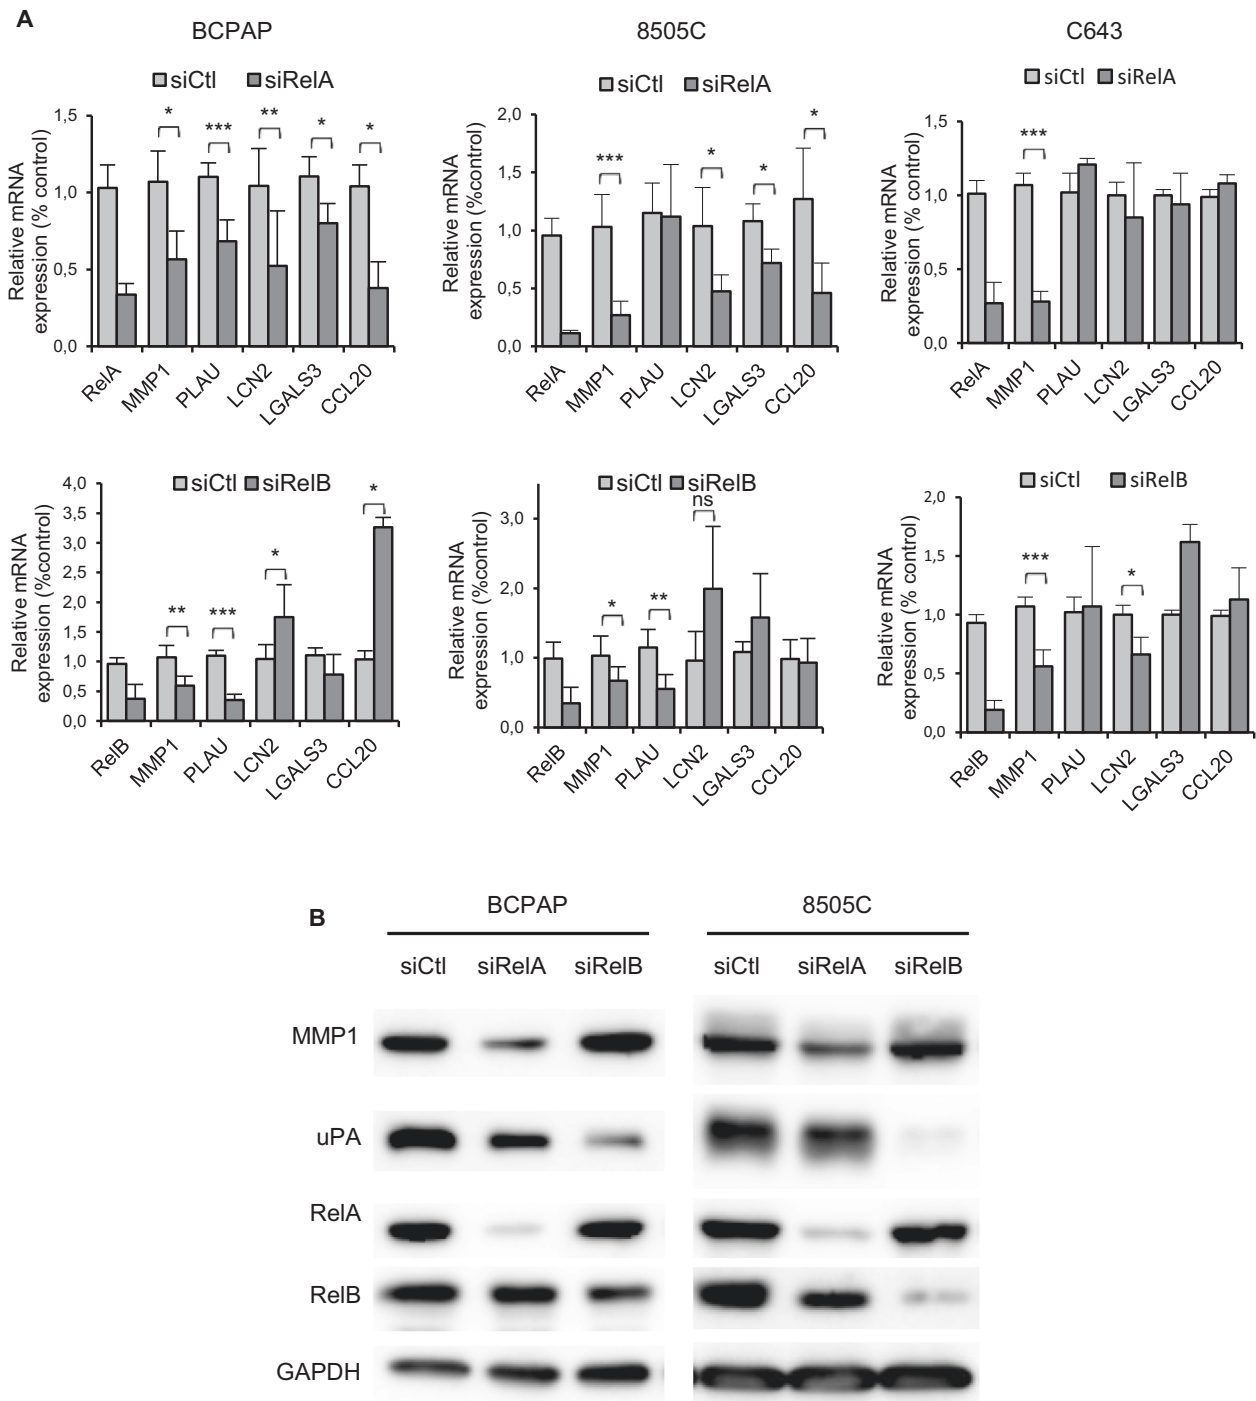 A
BCPAP
8505C
C643
siCtl siRelA
siCtl siRelA
siCtl siRelA
Relative mRNA
expression (% control)
1,5
1,0
0,5
0,0
* *** ** * *
RelA MMP1 PLAU LCN2 LGALS3 CCL20
Relative mRNA
expression (%control)
2,0
1,5
1,0
0,5
0,0
*** * * *
RelA MMP1 PLAU LCN2 LGALS3 CCL20
Relative mRNA
expression (% control)
1,5
1,0
0,5
0,0
***
RelA MMP1 PLAU LCN2 LGALS3 CCL20
siCtl siRelB
siCtl siRelB
siCtl siRelB
Relative mRNA
expression (%control)
4,0
3,5
3,0
2,5
2,0
1,5
1,0
0,5
0,0
** *** * *
RelB MMP1 PLAU LCN2 LGALS3 CCL20
Relative mRNA
expression (%control)
3,0
2,0
1,0
0,0
* ** ns
RelB MMP1 PLAU LCN2 LGALS3 CCL20
Relative mRNA
expression (% control)
2,0
1,5
1,0
0,5
0,0
*** *
RelB MMP1 PLAU LCN2 LGALS3 CCL20
B
BCPAP
8505C
siCtl siRelA siRelB siCtl siRelA siRelB
MMP1
uPA
RelA
RelB
GAPDH